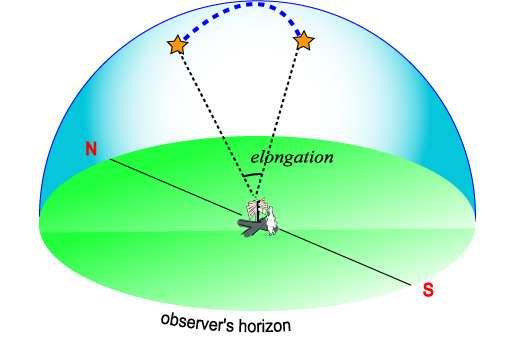 N
elongation
S
observer's horizon